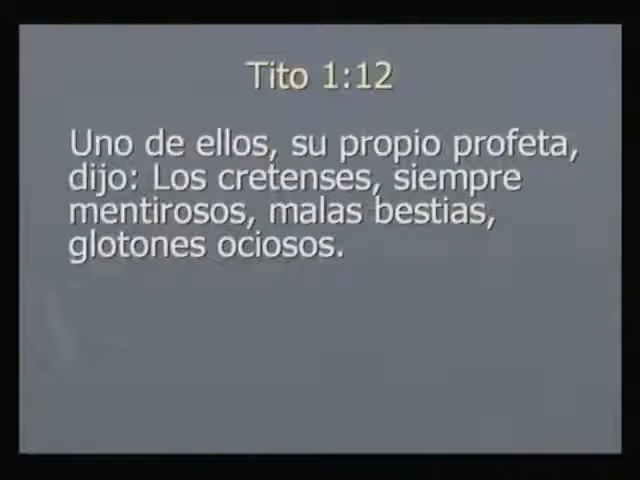 Tito 1:12
Uno de ellos, su propio profeta,
dijo: Los cretenses, siempre
mentirosos, malas bestias,
glotones ociosos.